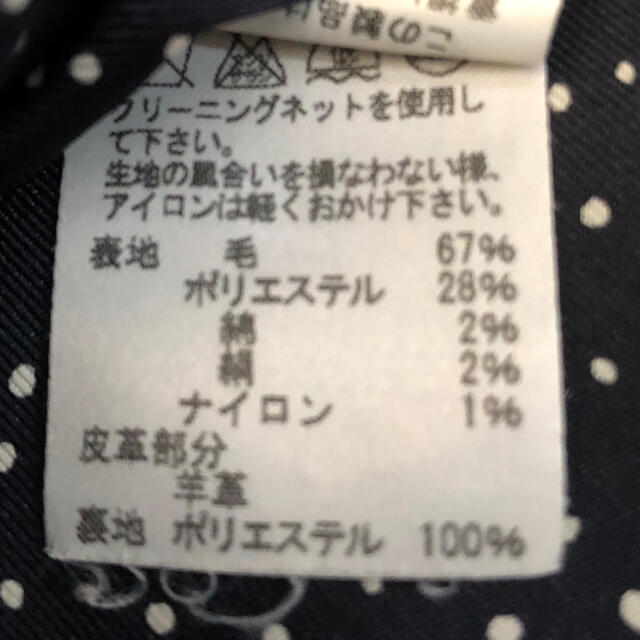 クリーニングネットを使用し
て下さい。
生地の風合いを損なわない様、
アイロンは軽くおかけ下さい。
表地 毛 67%
ポリエステル 28%
綿 2%
絹 2%
ナイロン 1%
皮革部分
羊革
裏地 ポリエステル 100%